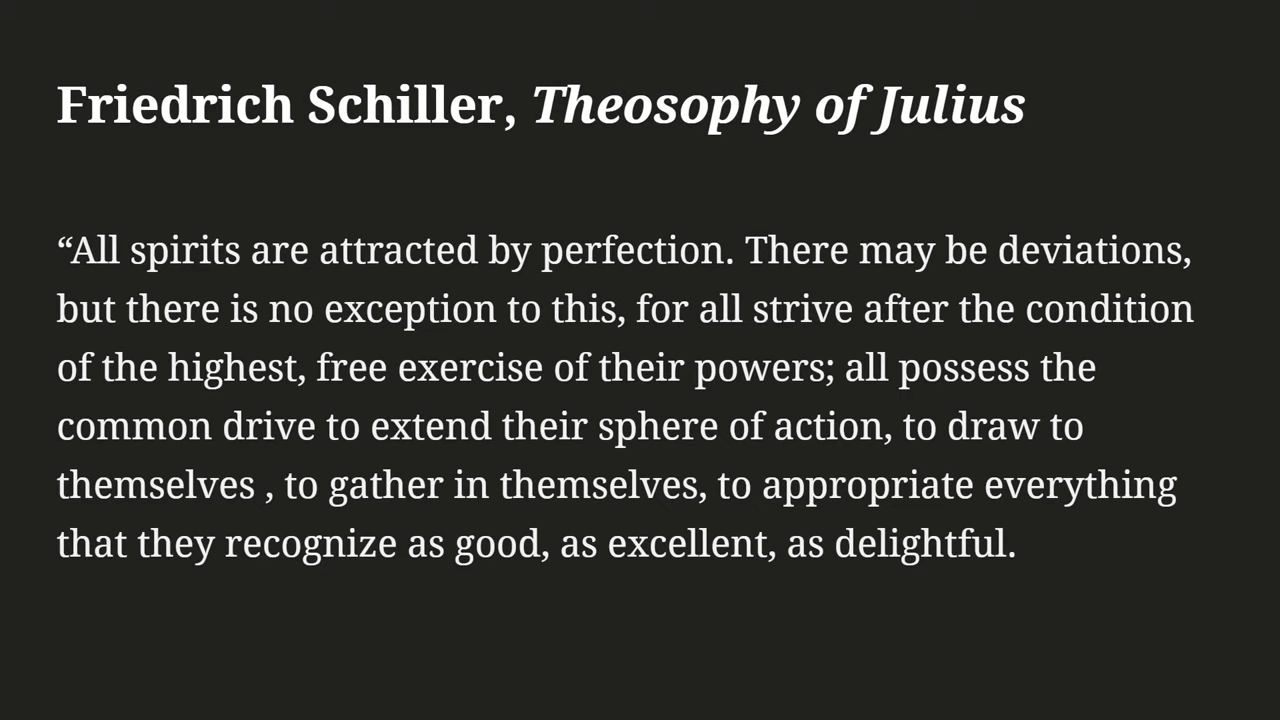 Friedrich Schiller, Theosophy of Julius
“All spirits are attracted by perfection. There may be deviations,
but there is no exception to this, for all strive after the condition
of the highest, free exercise of their powers; all possess the
common drive to extend their sphere of action, to draw to
themselves , to gather in themselves, to appropriate everything
that they recognize as good, as excellent, as delightful.